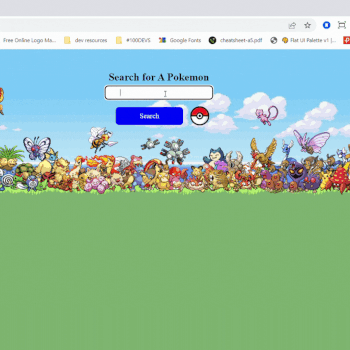 Free Online Logo Ma...
dev resources
#100DEVS
Google Fonts
cheatsheet-a5.pdf
Flat UI Palette v1 |...
Search for A Pokemon
Search